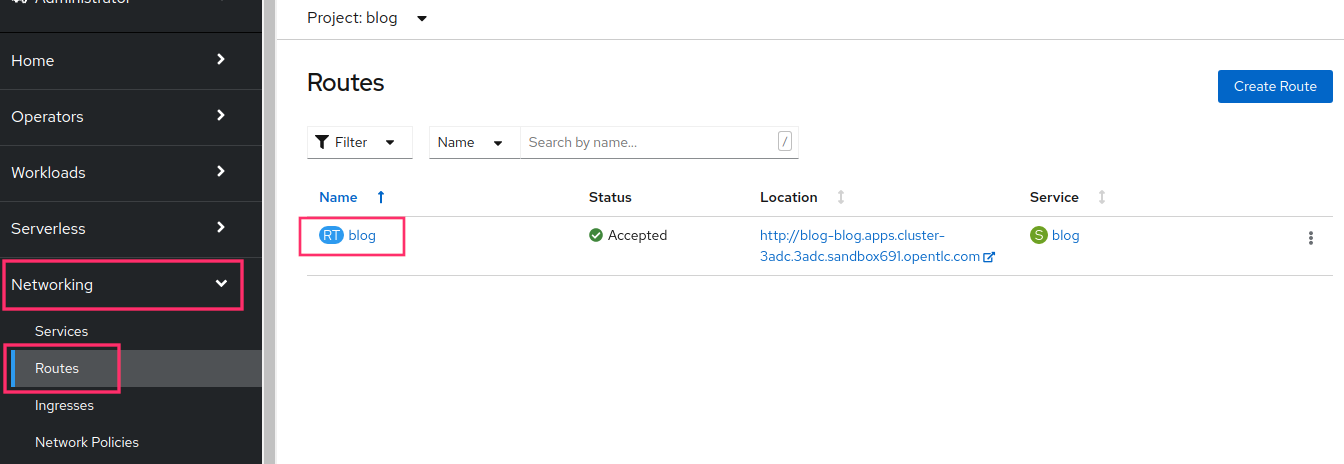 Administrator
Project: blog
Home
Operators
Workloads
Serverless
Networking
Services
Routes
Ingresses
Network Policies
Routes
Create Route
Filter
Name
Search by name...
/
Name
Status
Location
Service
RT blog
Accepted
http://blog-blog.apps.cluster-
3adc.3adc.sandbox691.opentlc.com
S blog